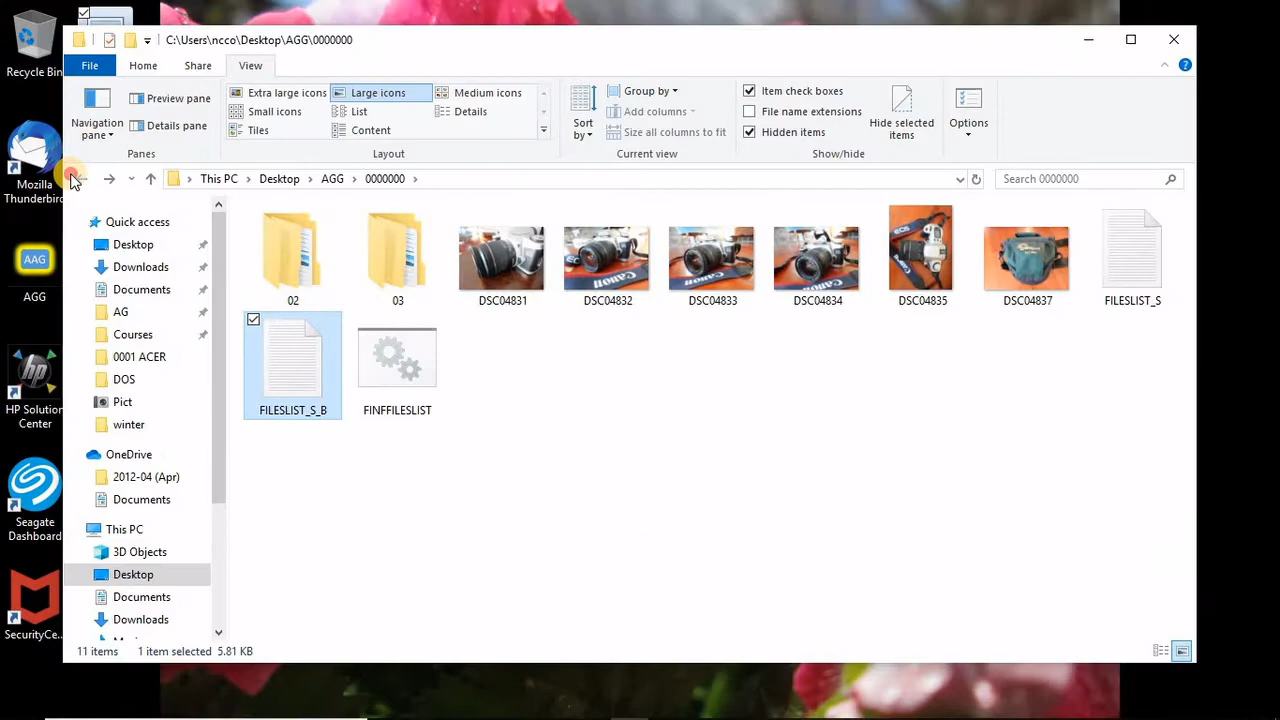 Recycle Bin
Mozilla
Thunderbird
AAG
AGG
HP Solution
Center
Seagate
Dashboard
SecurityCe...
C:\Users\ncco\Desktop\AGG\0000000
File
Home
Share
View
Navigation
pane
Preview pane
Details pane
Panes
Extra large icons
Large icons
Medium icons
Small icons
List
Details
Tiles
Content
Layout
Sort
by
Group by
Add columns
Size all columns to fit
Current view
Item check boxes
File name extensions
Hidden items
Hide selected
items
Show/hide
Options
This PC > Desktop > AGG > 0000000 >
Search 0000000
Quick access
Desktop
Downloads
Documents
AG
Courses
0001 ACER
DOS
Pict
winter
OneDrive
2012-04 (Apr)
Documents
This PC
3D Objects
Desktop
Documents
Downloads
02
03
DSC04831
DSC04832
DSC04833
DSC04834
DSC04835
DSC04837
FILESLIST_S
FILESLIST_S_B
FINFFILESLIST
Canon
11 items
1 item selected 5.81 KB